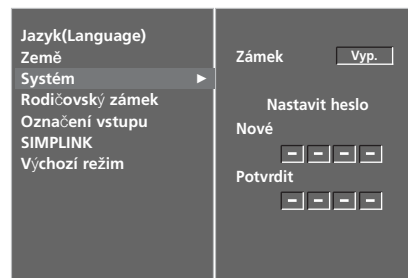 Jazyk(Language)
Země
Systém ►
Rodičovský zámek
Označení vstupu
SIMPLINK
Výchozí režim
Zámek Vyp.
Nastavit heslo
Nové
– – – –
Potvrdit
– – – –